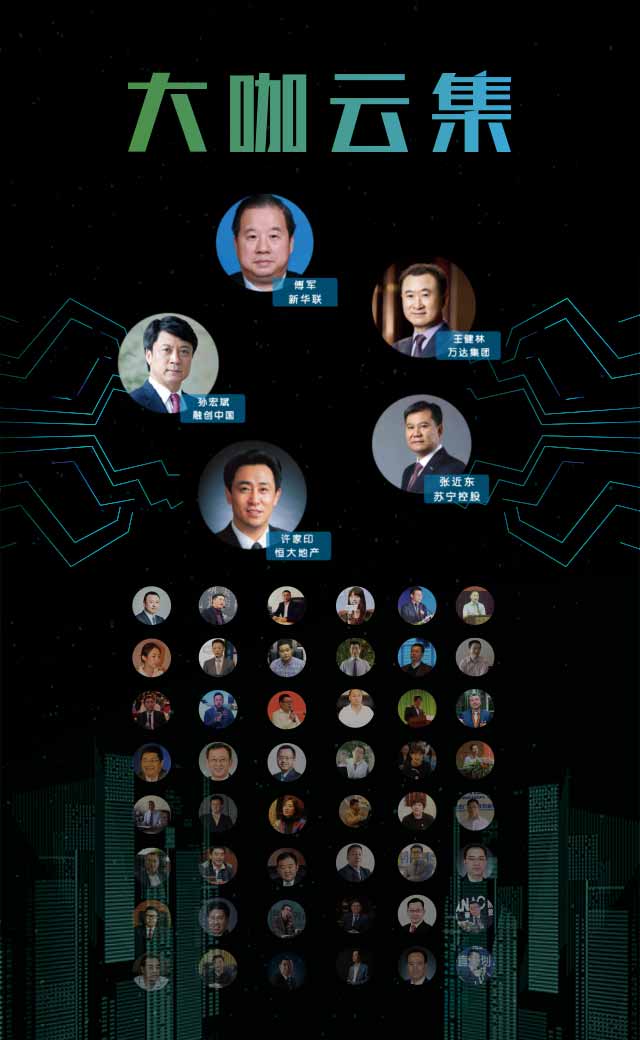 大咖云集
傅军
新华联
王健林
万达集团
孙宏斌
融创中国
张近东
苏宁控股
许家印
恒大地产